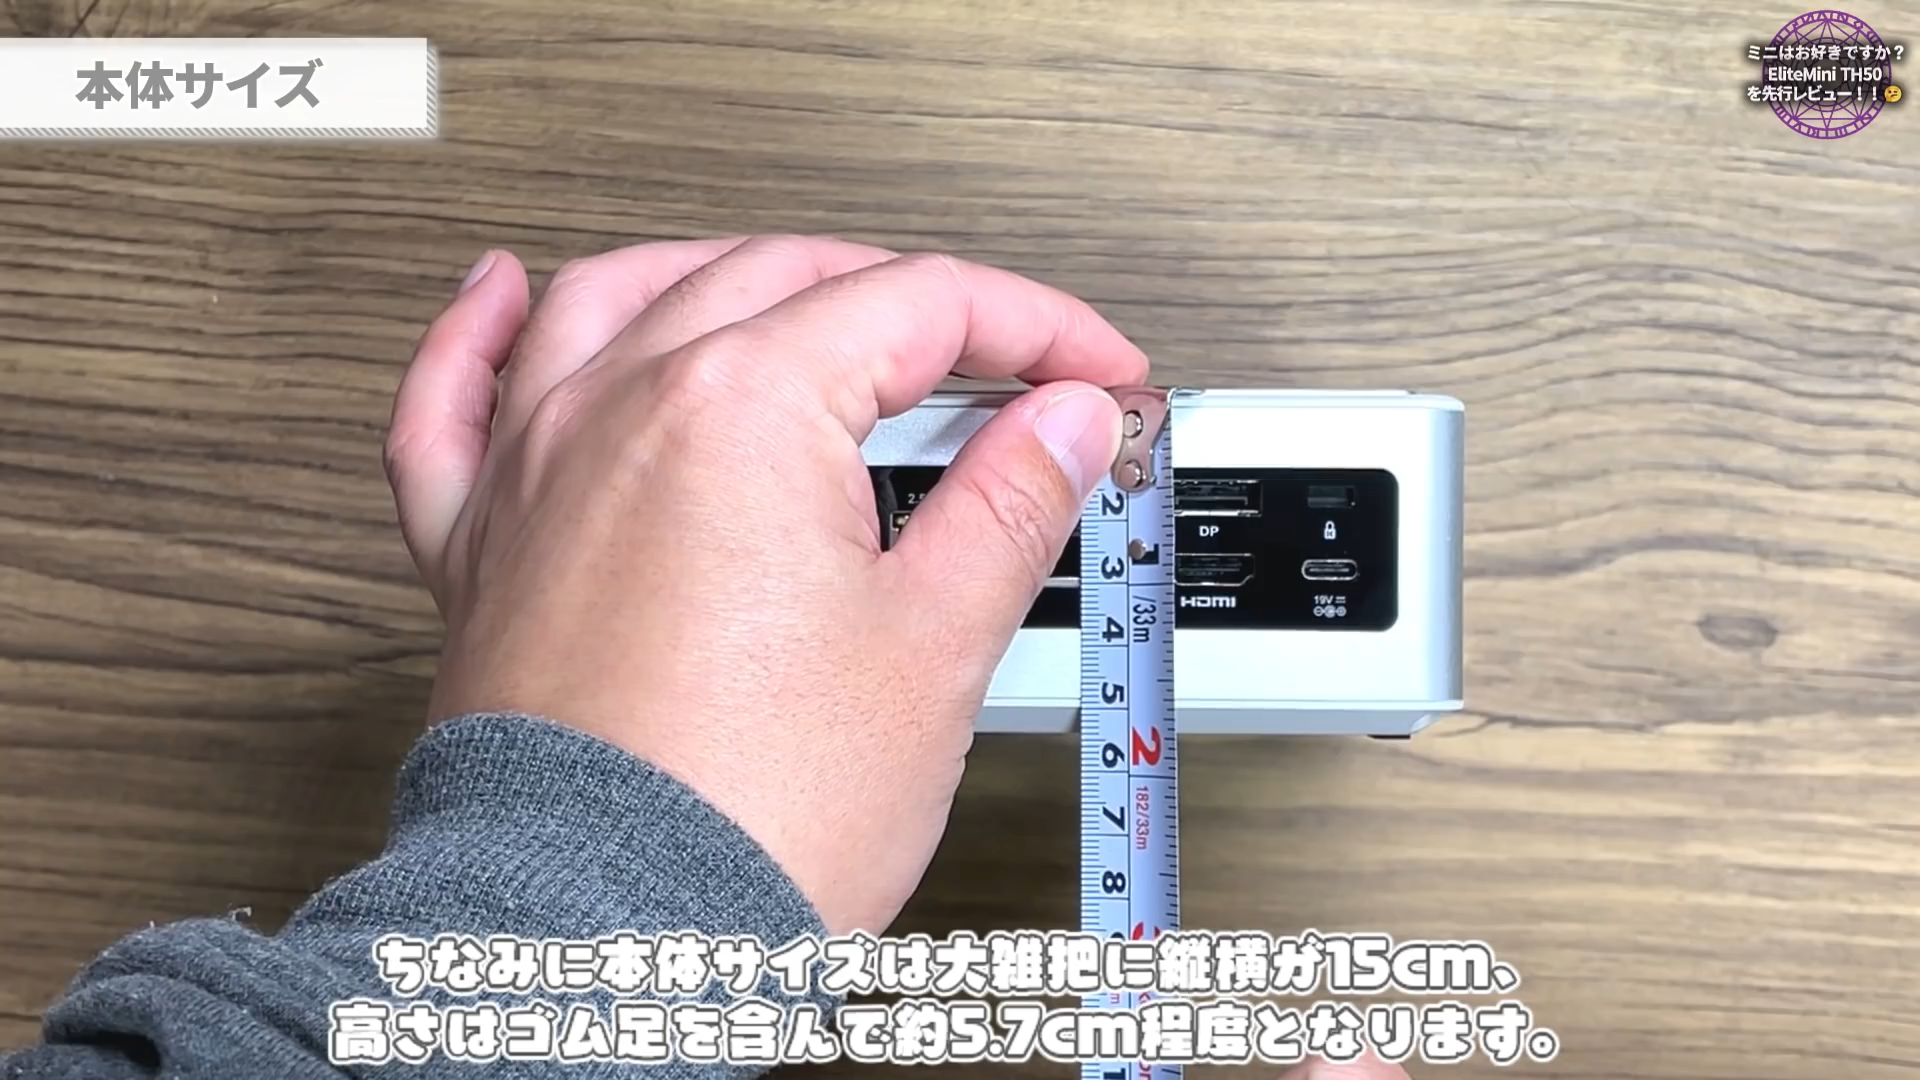 本体サイズ
ミニはお好きですか？
EliteMini TH50
を先行レビュー！！🤔
2.5
DP
HDMI
19V
2
3
4
5
6
7
8
1
/33m
2
182/33m
ちなみに本体サイズは大雑把に縦横が15cm、
高さはゴム足を含んで約5.7cm程度となります。